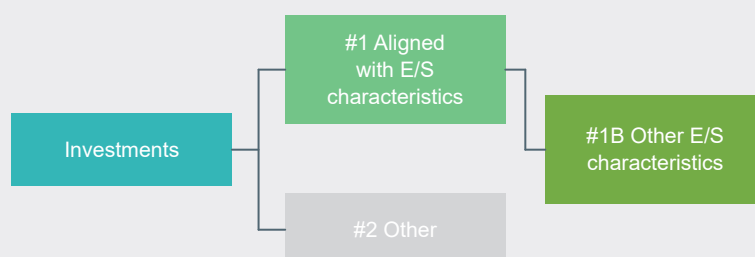 #1 Aligned
with E/S
characteristics
Investments
#1B Other E/S
characteristics
#2 Other